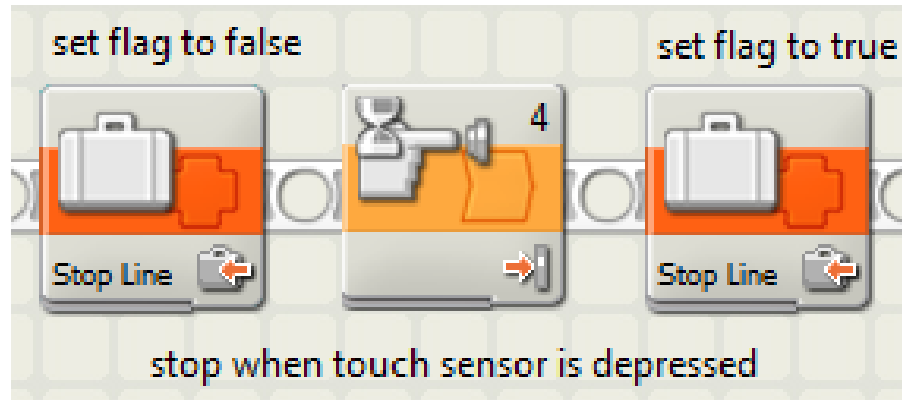 set flag to false
set flag to true
4
Stop Line
Stop Line
stop when touch sensor is depressed